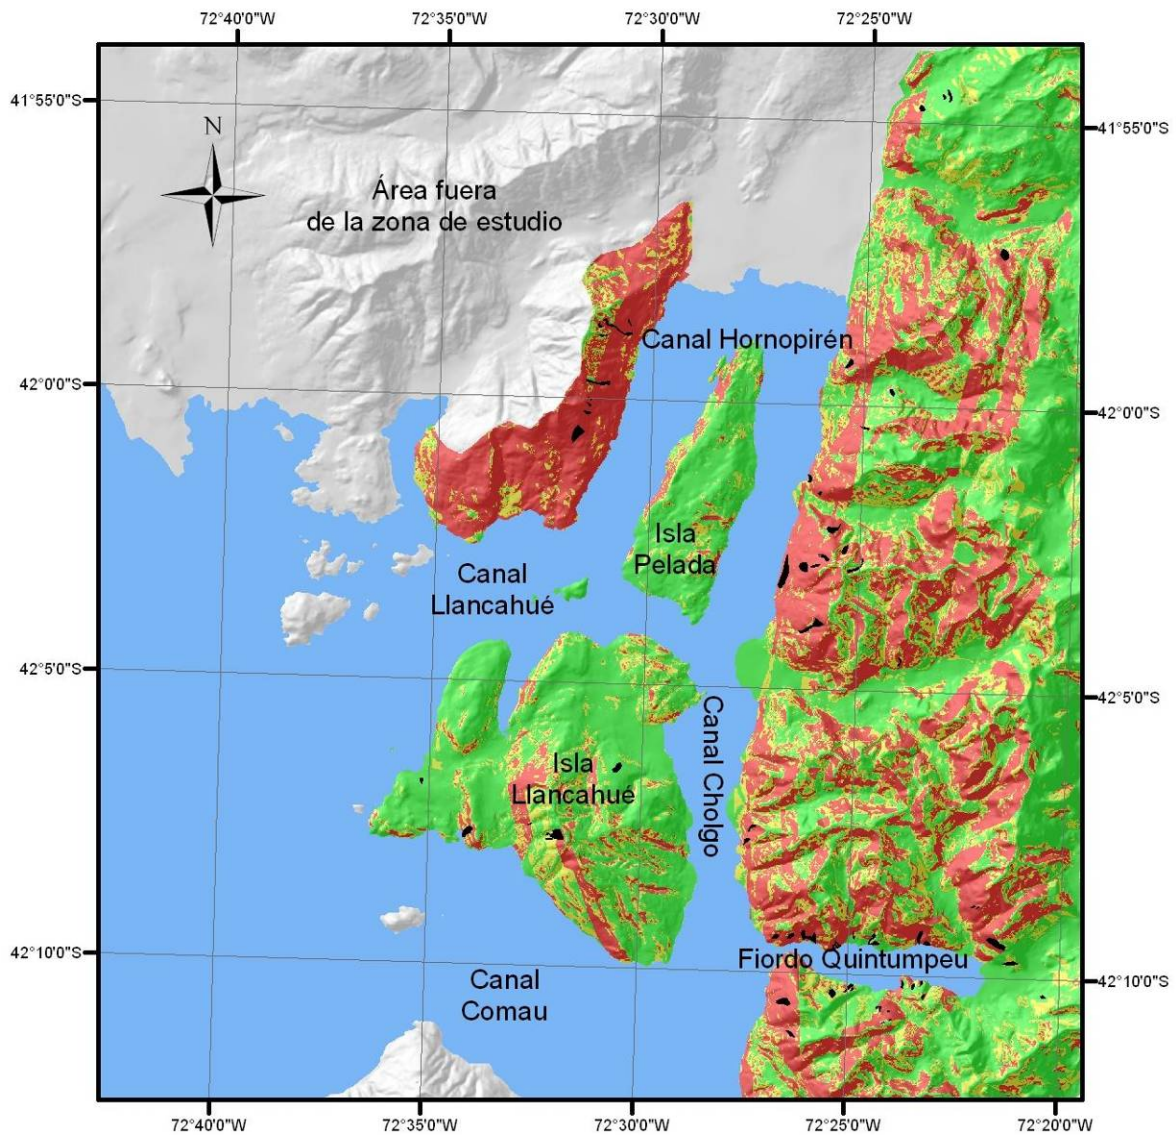 72°40'0"W
72°35'0"W
72°30'0"W
72°25'0"W
41°55'0"S
41°55'0"S
N
Área fuera
de la zona de estudio
Canal Hornopirén
42°0'0"S
42°0'0"S
Isla
Pelada
Canal
Llancahué
42°5'0"S
42°5'0"S
Canal Cholgo
Isla
Llancahué
42°10'0"S
Fiordo Quintumpeu
42°10'0"S
Canal
Comau
72°40'0"W
72°35'0"W
72°30'0"W
72°25'0"W
72°20'0"W